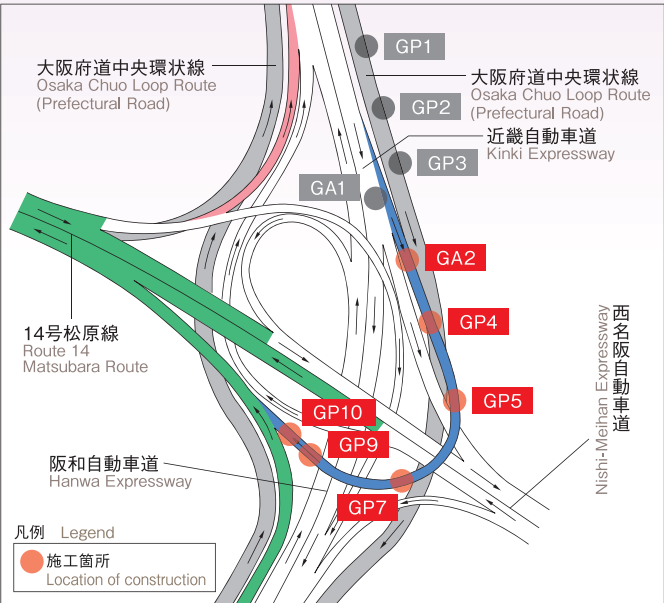 大阪府道中央環状線
Osaka Chuo Loop Route
(Prefectural Road)
GP1
大阪府道中央環状線
Osaka Chuo Loop Route
(Prefectural Road)
GP2
近畿自動車道
Kinki Expressway
GP3
GA1
GA2
GP4
14号松原線
Route 14
Matsubara Route
西名阪自動車道
Nishi-Meihan Expressway
GP5
GP10
GP9
阪和自動車道
Hanwa Expressway
GP7
凡例 Legend
施工箇所
Location of construction